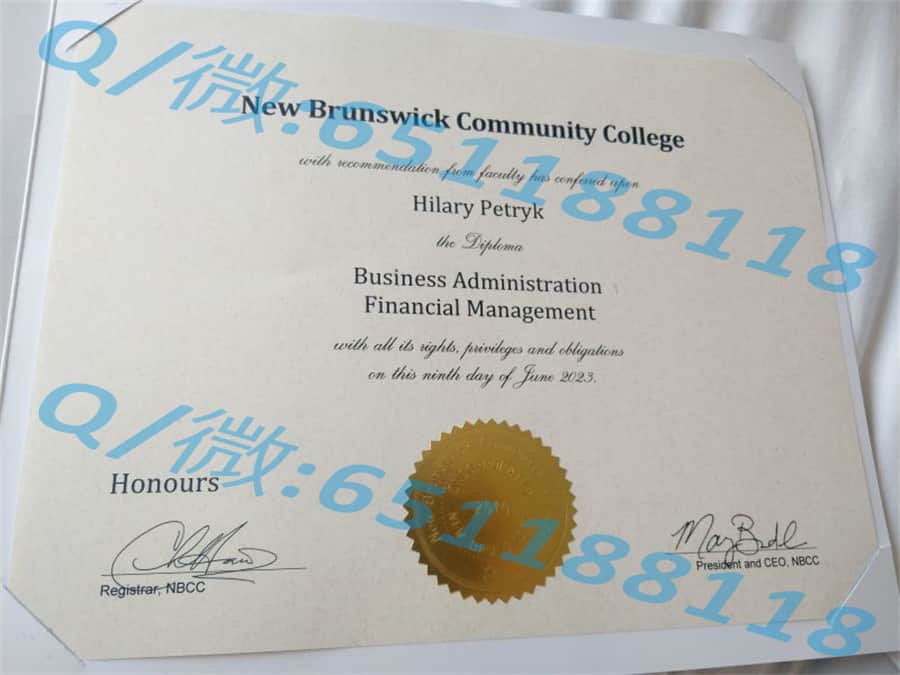 Q/微:651188118
New Brunswick Community College
with recommendation from faculty has conferred upon
Hilary Petryk
the Diploma
Business Administration
Financial Management
with all its rights, privileges and obligations
on this ninth day of June 2023.
Q/微:651188118
Honours
Registrar, NBCC
President and CEO, NBCC